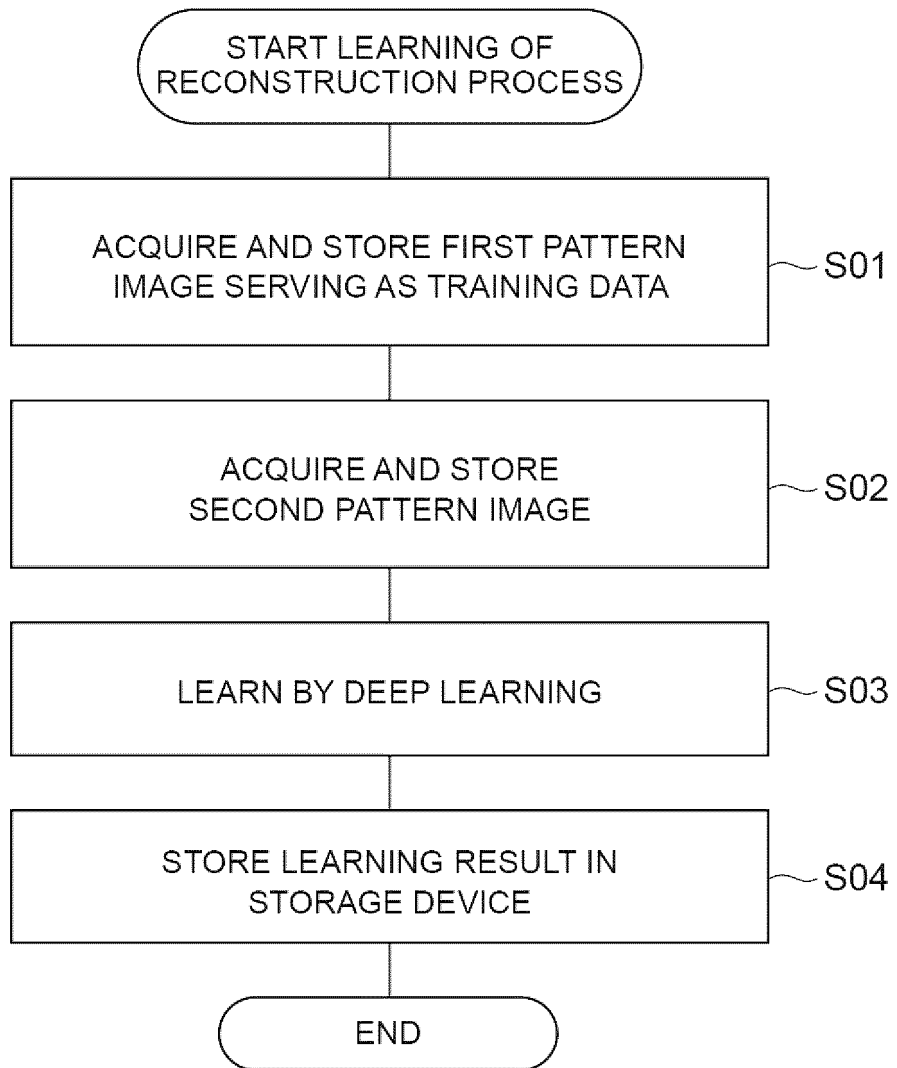 START LEARNING OF
RECONSTRUCTION PROCESS
ACQUIRE AND STORE FIRST PATTERN
IMAGE SERVING AS TRAINING DATA
S01
ACQUIRE AND STORE
SECOND PATTERN IMAGE
S02
LEARN BY DEEP LEARNING
S03
STORE LEARNING RESULT IN
STORAGE DEVICE
S04
END